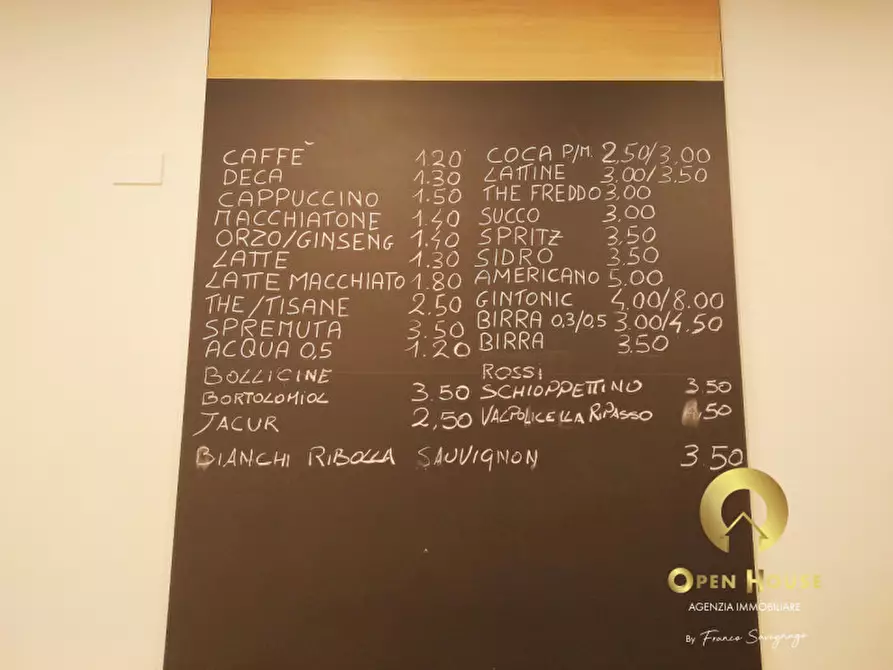 CAFFÈ 1.20
DECA 1.30
CAPPUCCINO 1.50
MACCHIATONE 1.40
ORZO/GINSENG 1.40
LATTE 1.30
LATTE MACCHIATO 1.80
THE/TISANE 2.50
SPREMUTA 3.50
ACQUA 0,5 1.20
BOLLICINE
BORTOLOMIOL 3.50
JACUR 2,50
COCA P/M. 2,50/3,00
LATTINE 3,00/3,50
THE FREDDO 3,00
SUCCO 3,00
SPRITZ 3,50
SIDRO 3.50
AMERICANO 5,00
GINTONIC 4,00/8.00
BIRRA 0,3/0,5 3,00/4.50
BIRRA 3.50
ROSSI
SCHIOPPETTINO 3.50
VALPOLICELLA RIPASSO ,50
BIANCHI RIBOLLA SAUVIGNON 3.50
OPEN HOUSE
AGENZIA IMMOBILIARE
By Franco Savegnago